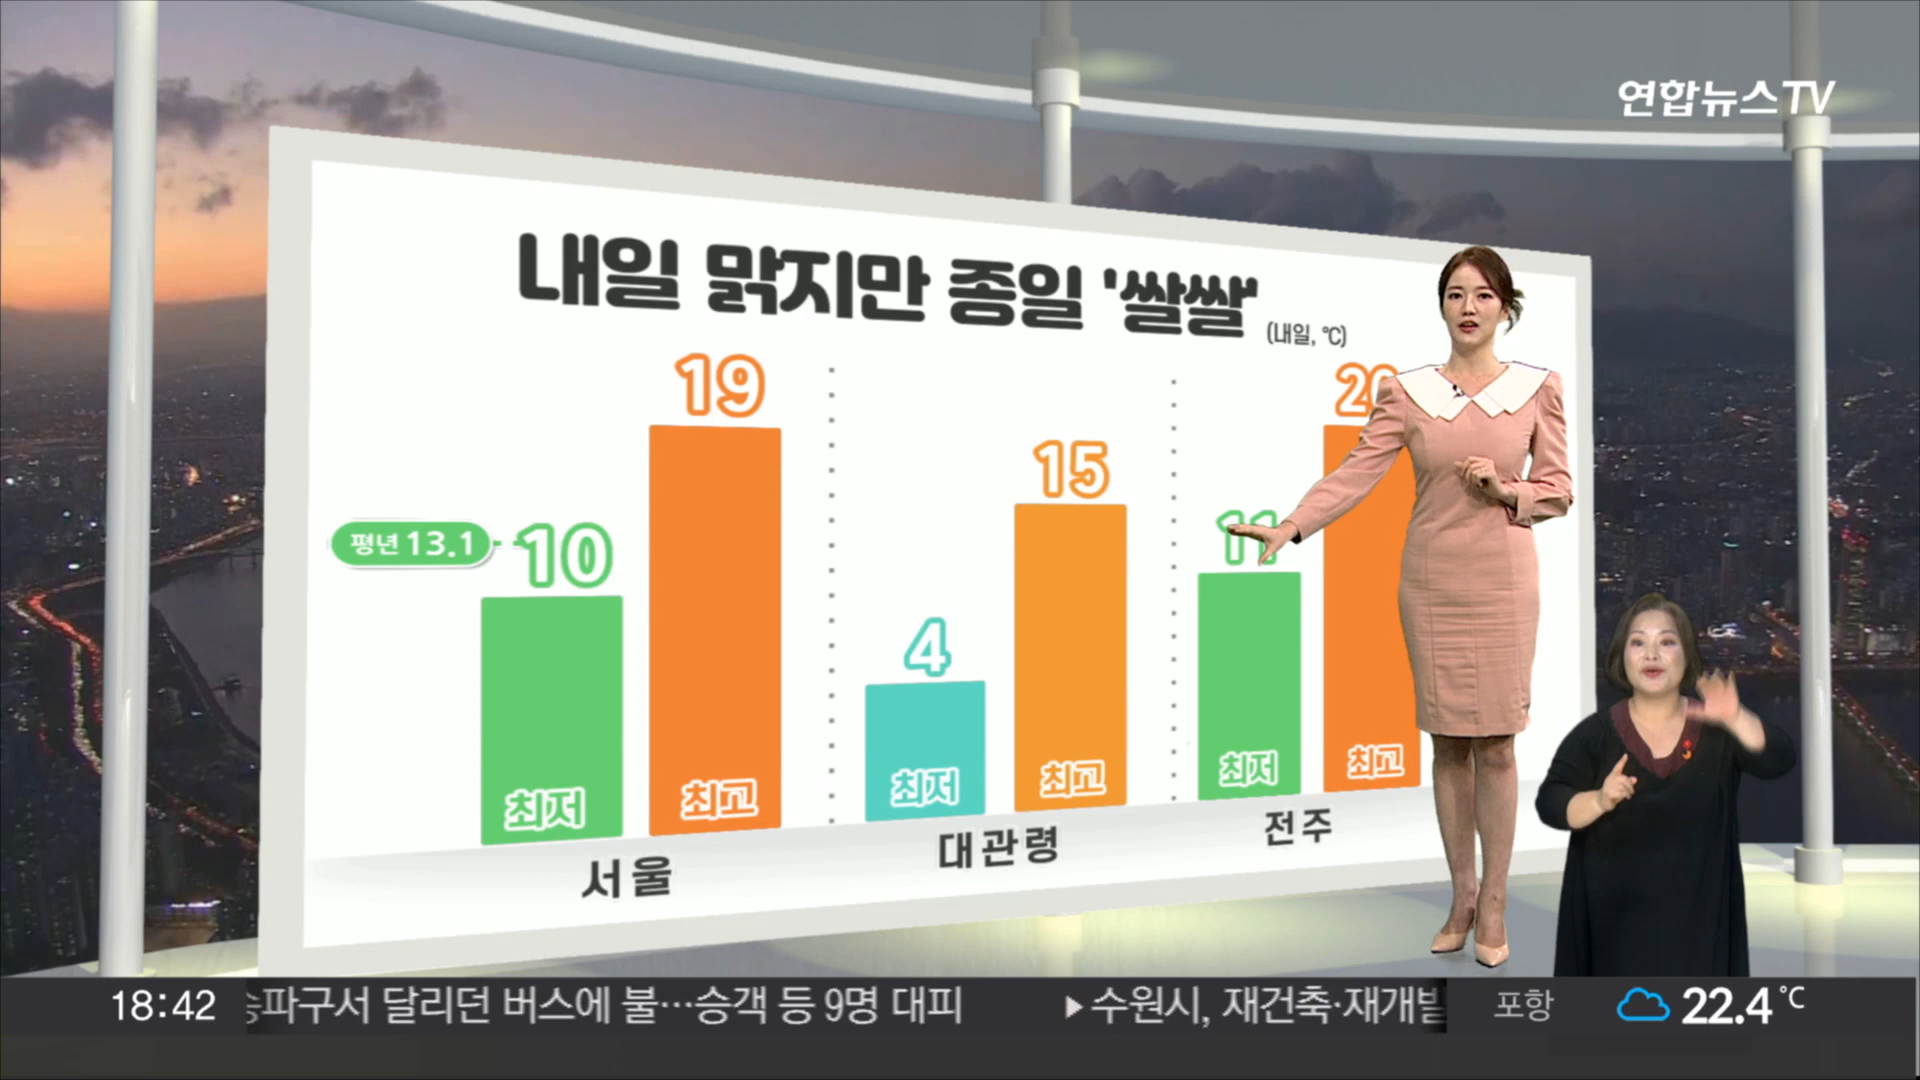 연합뉴스TV
내일 맑지만 종일 '쌀쌀'
(내일, ℃)
평년 13.1
10
19
4
15
11
20
최저
최고
최저
최고
최저
최고
서울
대관령
전주
18:42
송파구서 달리던 버스에 불…승객 등 9명 대피
▶수원시, 재건축·재개발
포항
22.4℃